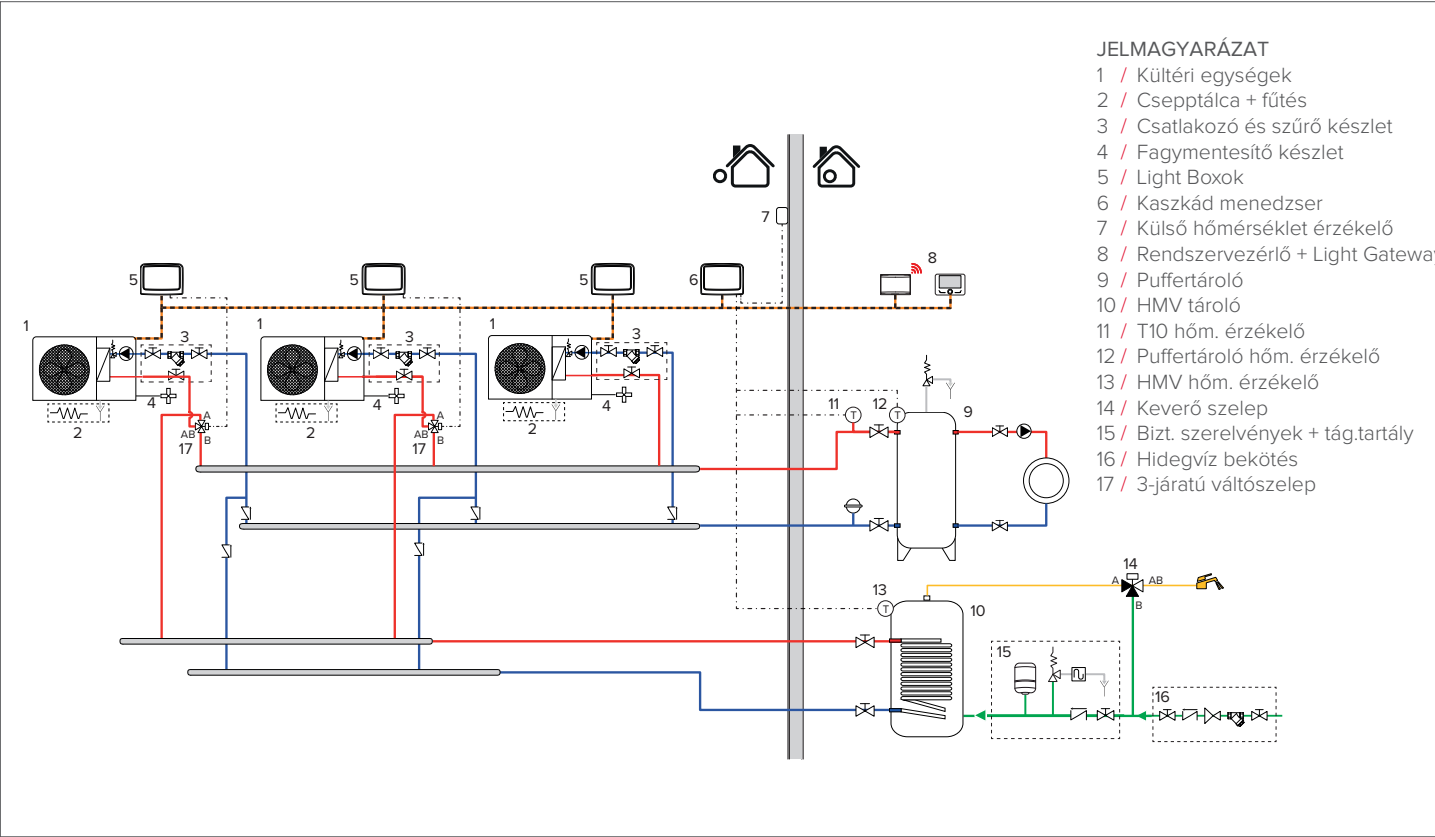 JELMAGYARÁZAT
1 / Kültéri egységek
2 / Csepptálca + fűtés
3 / Csatlakozó és szűrő készlet
4 / Fagymentesítő készlet
5 / Light Boxok
6 / Kaszkád menedzser
7 / Külső hőmérséklet érzékelő
8 / Rendszervezérlő + Light Gateway
9 / Puffertároló
10 / HMV tároló
11 / T10 hőm. érzékelő
12 / Puffertároló hőm. érzékelő
13 / HMV hőm. érzékelő
14 / Keverő szelep
15 / Bizt. szerelvények + tág.tartály
16 / Hidegvíz bekötés
17 / 3-járatú váltószelep
7
5 5 5 6 8
1 3 1 3 1 3
4 4 4
2 2 2
A A
AB B AB B
17 17
11 12 9
T T
14
A AB
B
13
T
10
15
16